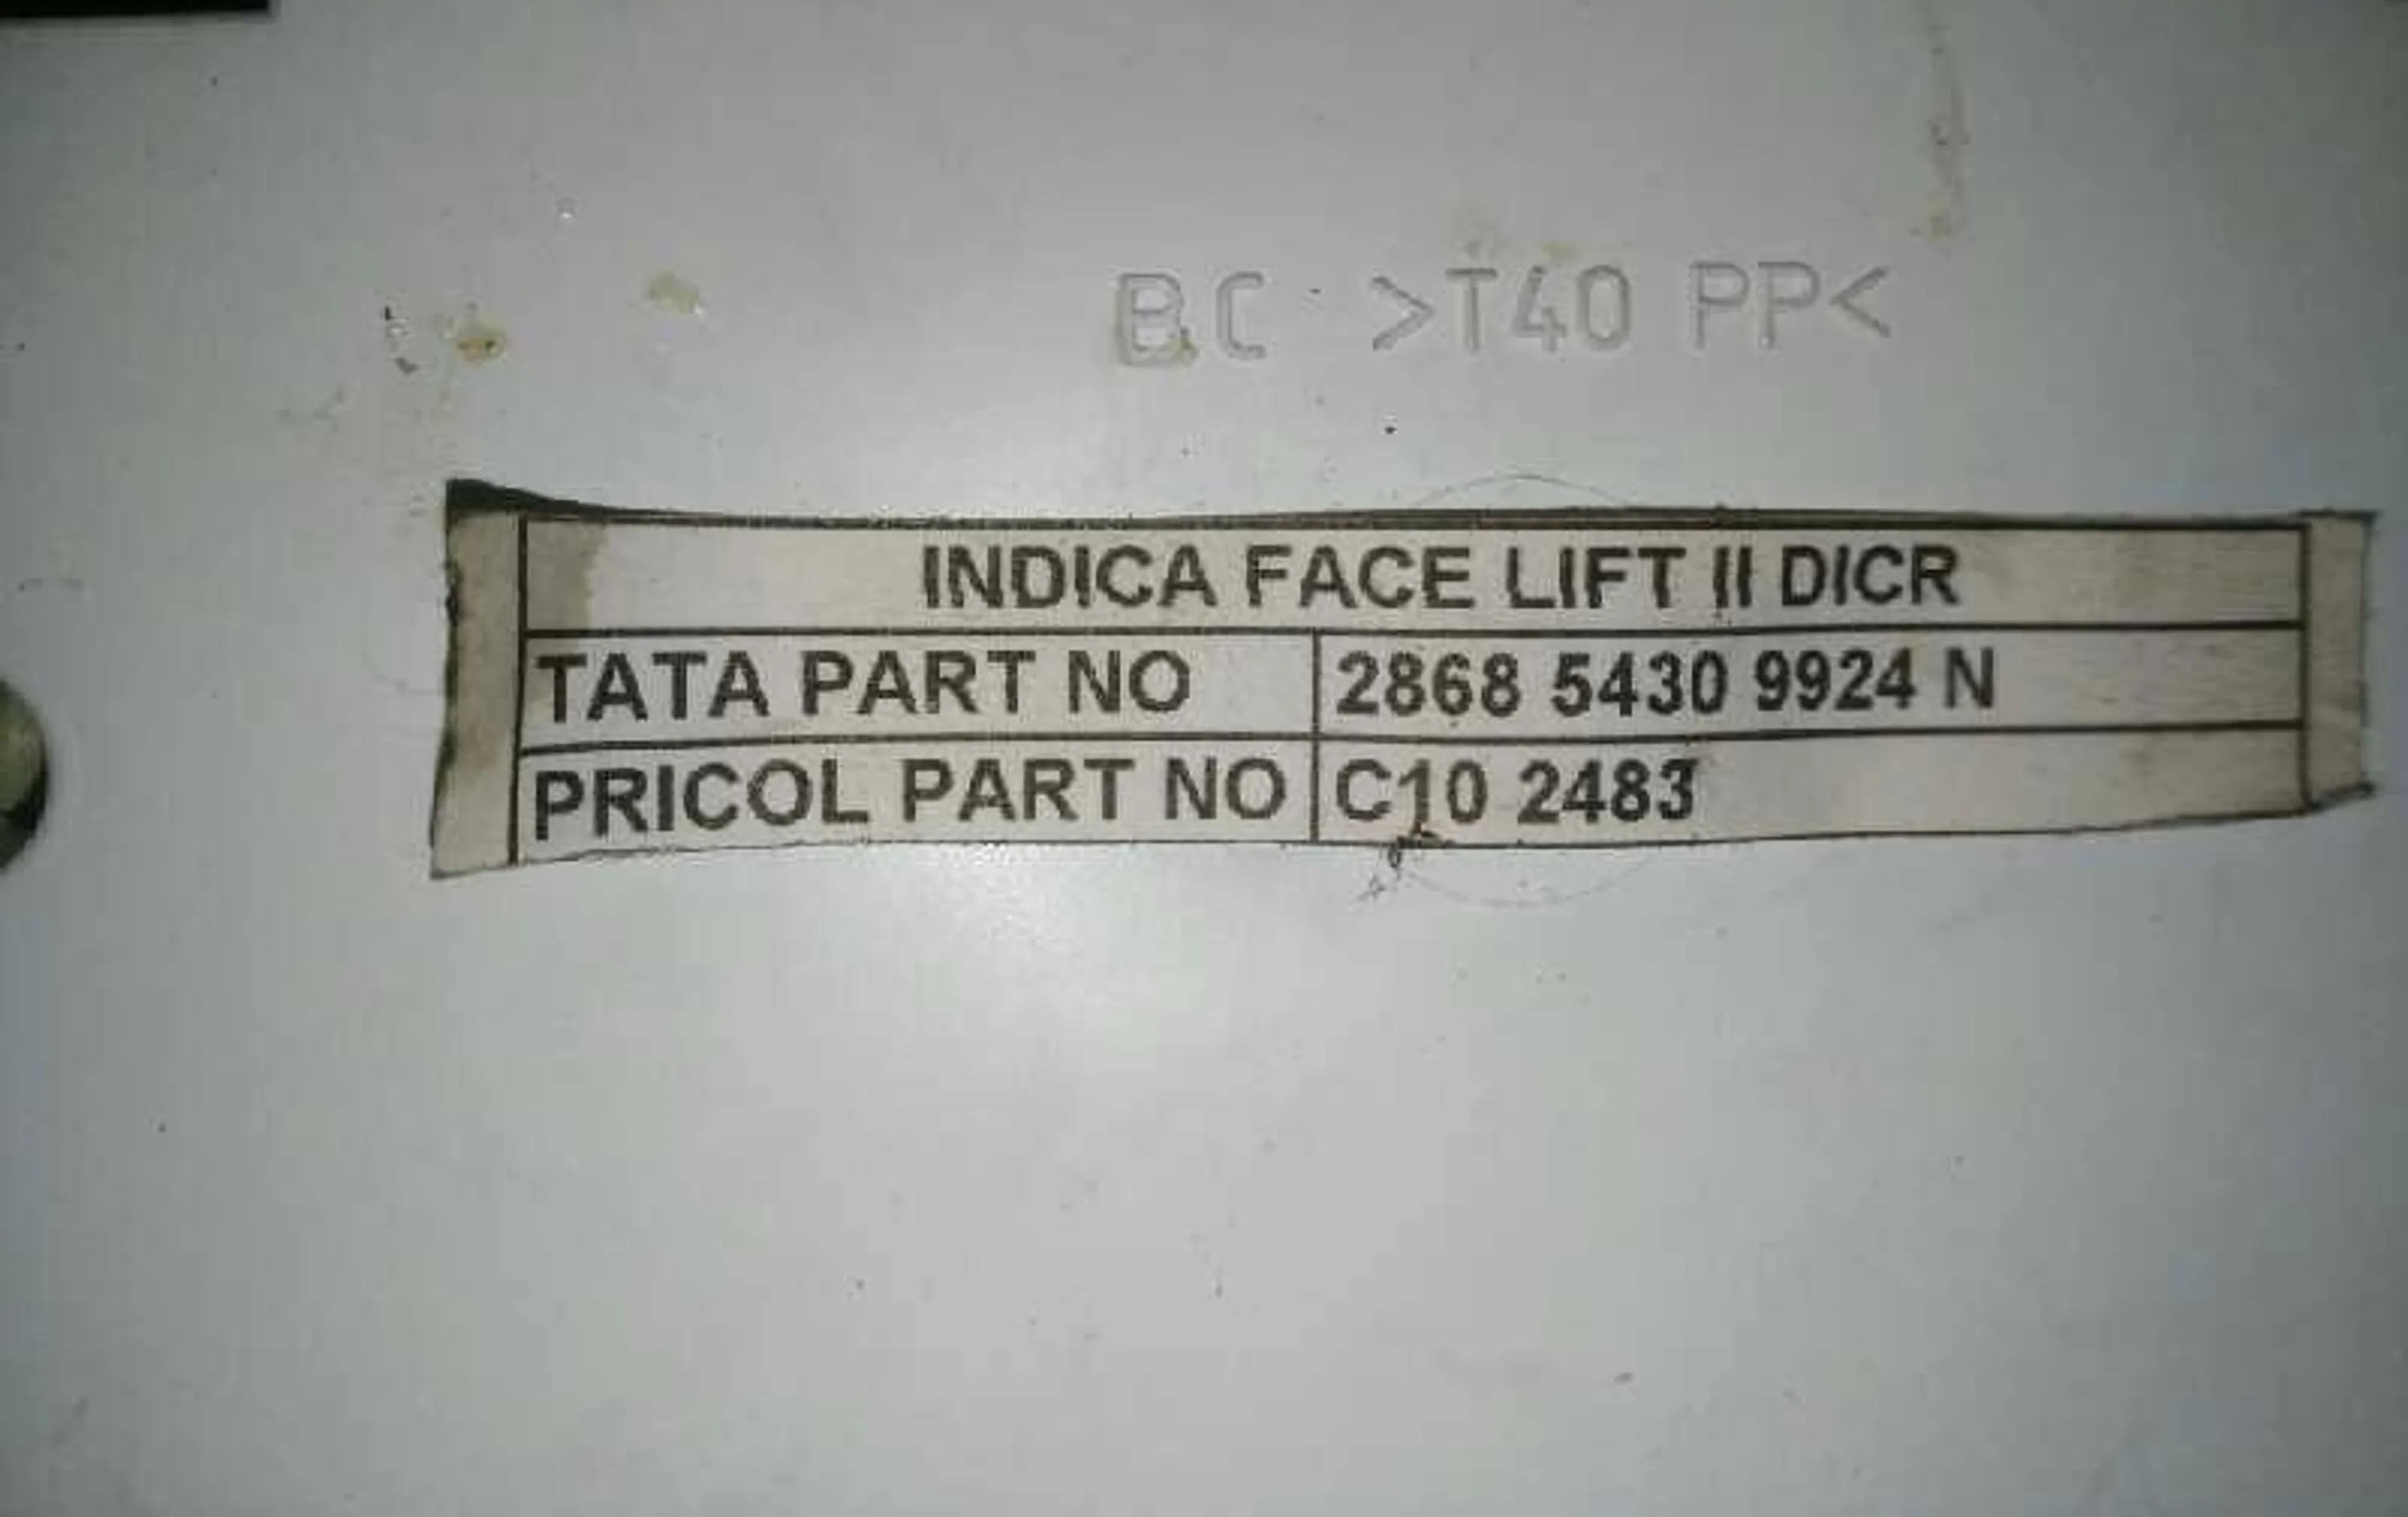 BC >T40 PP<
INDICA FACE LIFT II DICR
TATA PART NO 2868 5430 9924 N
PRICOL PART NO C10 2483